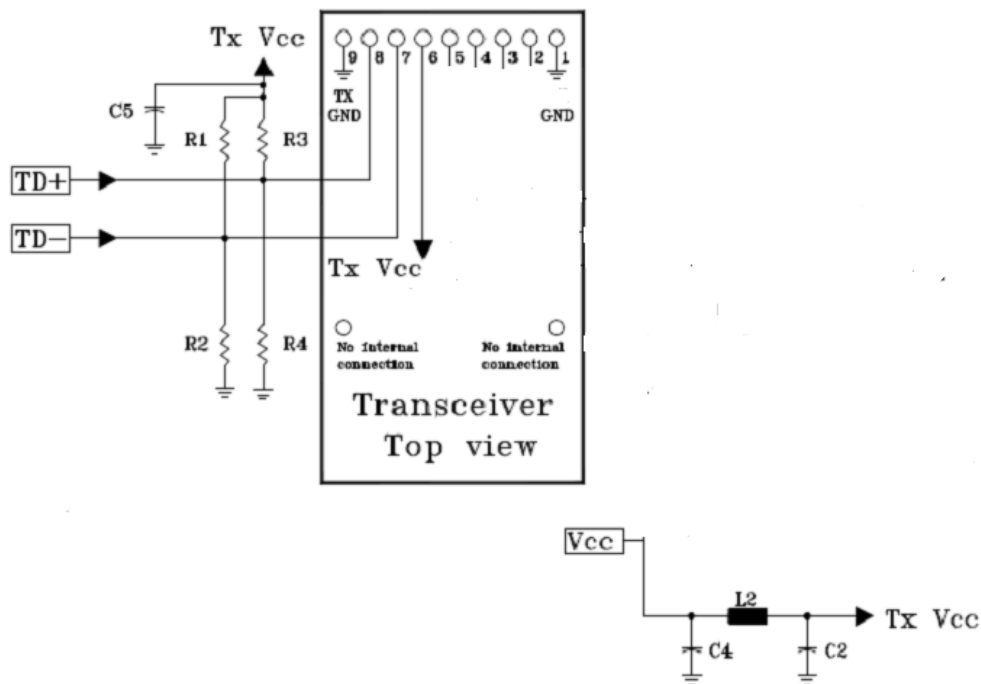 Tx Vcc
9 8 7 6 5 4 3 2 1
TX
GND
GND
C5
R1
R3
TD+
TD-
Tx Vcc
R2
R4
No internal
connection
No internal
connection
Transceiver
Top view
Vcc
L2
Tx Vcc
C4
C2